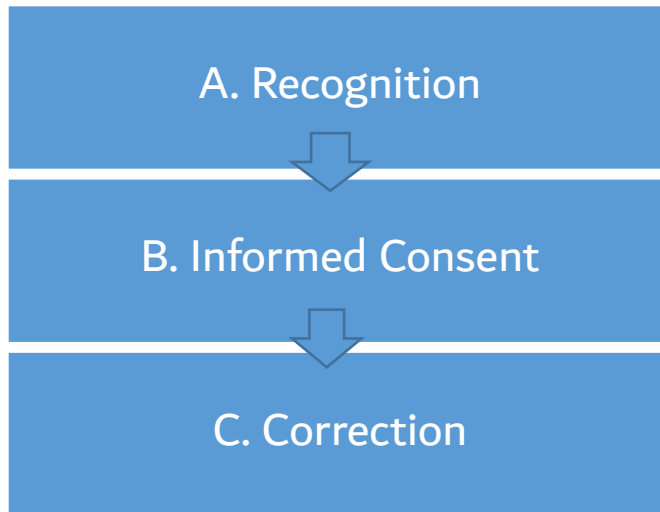 A. Recognition
B. Informed Consent
C. Correction